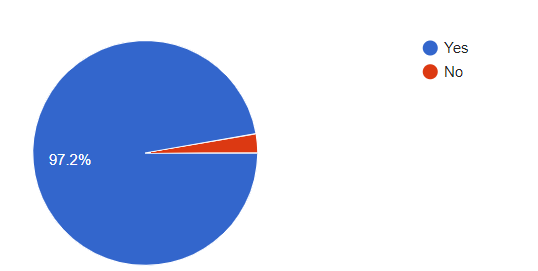 Yes
No
97.2%